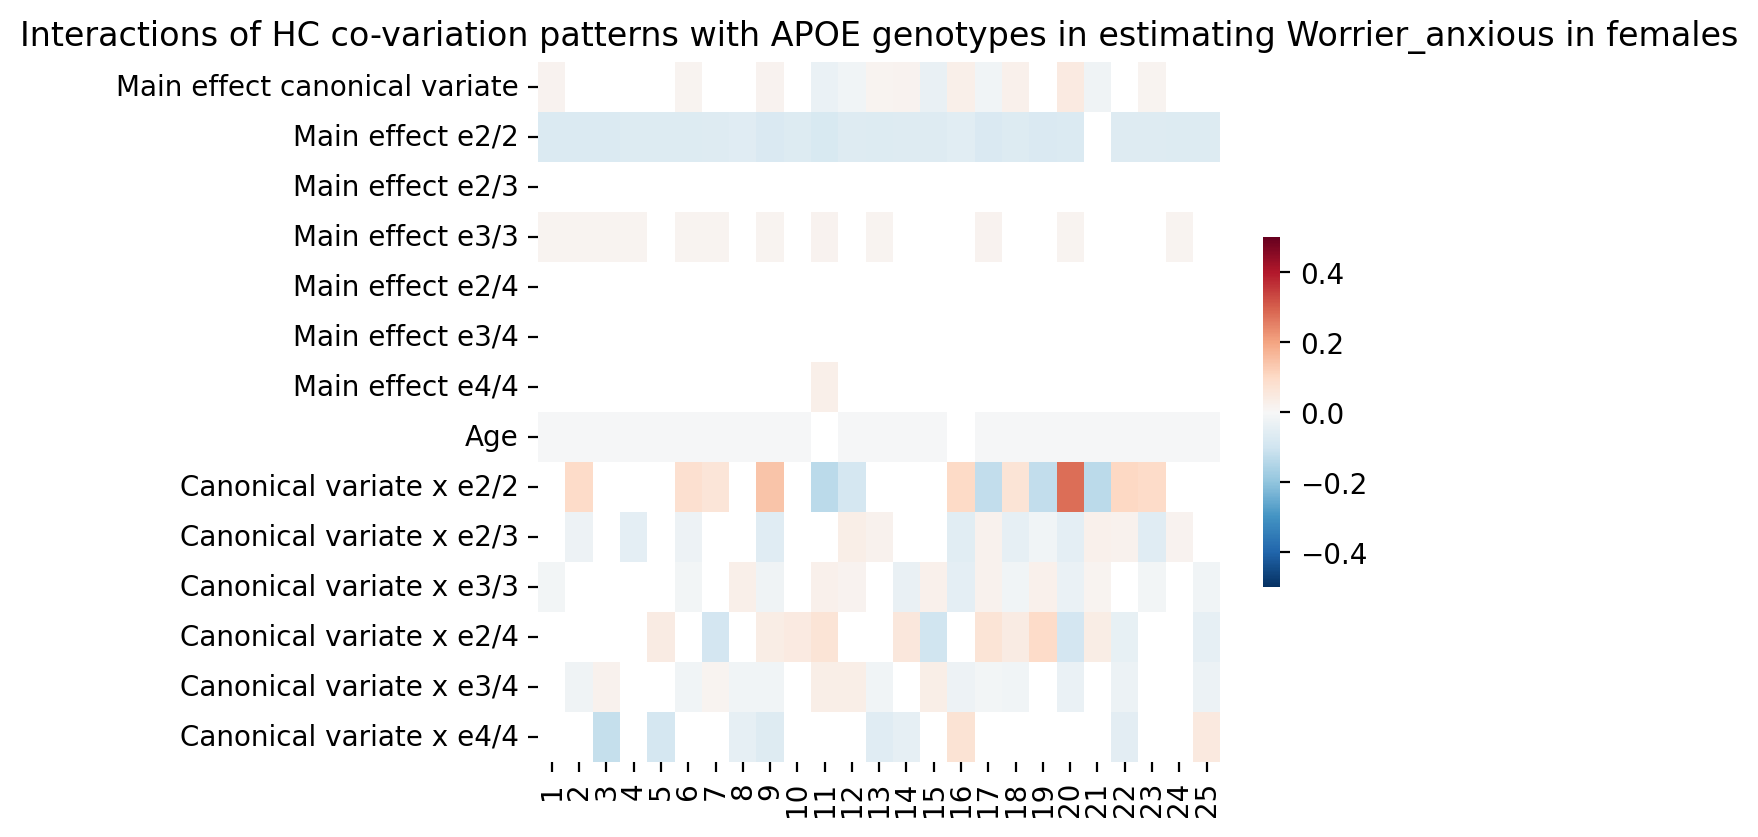 Interactions of HC co-variation patterns with APOE genotypes in estimating Worrier_anxious in females
Main effect canonical variate
Main effect e2/2
Main effect e2/3
Main effect e3/3
Main effect e2/4
Main effect e3/4
Main effect e4/4
Age
Canonical variate x e2/2
Canonical variate x e2/3
Canonical variate x e3/3
Canonical variate x e2/4
Canonical variate x e3/4
Canonical variate x e4/4
1 2 3 4 5 6 7 8 9 10 11 12 13 14 15 16 17 18 19 20 21 22 23 24 25
0.4
0.2
0.0
−0.2
−0.4